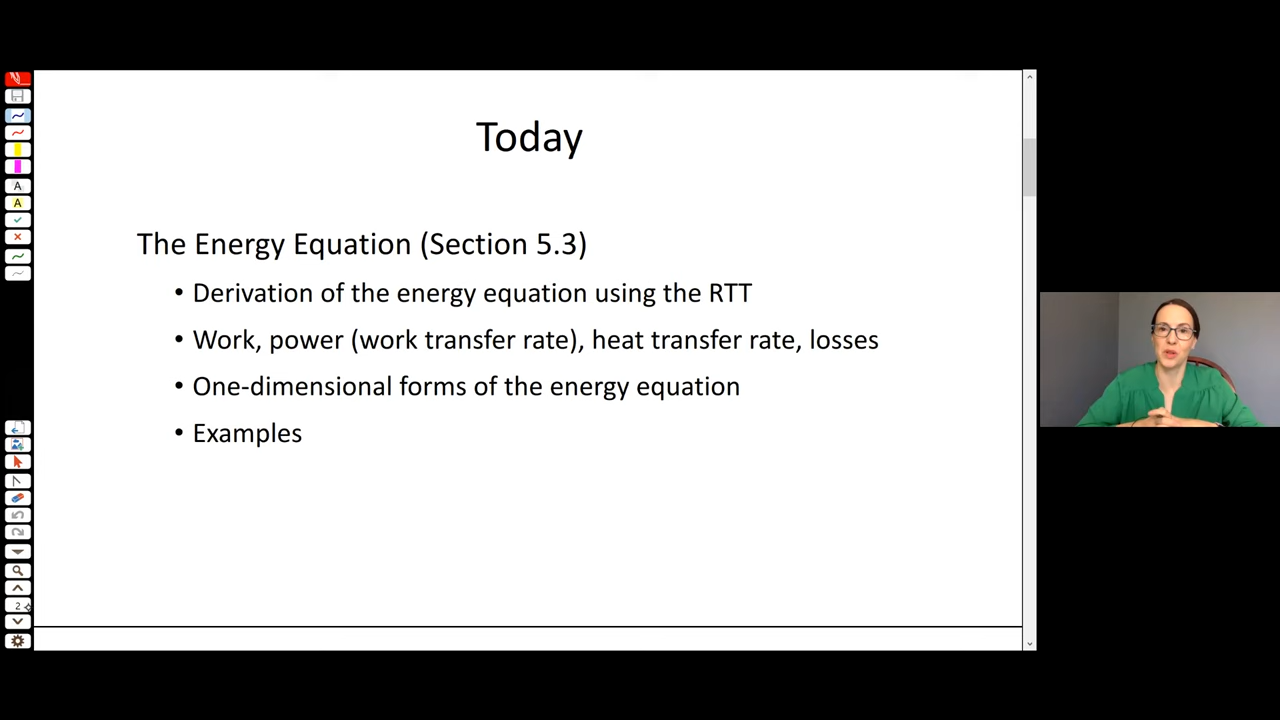 Today
The Energy Equation (Section 5.3)
• Derivation of the energy equation using the RTT
• Work, power (work transfer rate), heat transfer rate, losses
• One-dimensional forms of the energy equation
• Examples
A
A
2